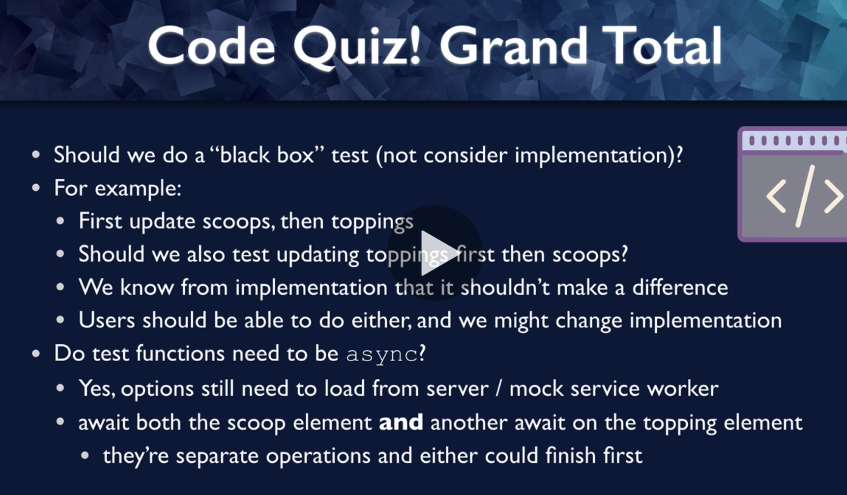 Code Quiz! Grand Total
• Should we do a “black box” test (not consider implementation)?
• For example:
• First update scoops, then toppings
• Should we also test updating toppings first then scoops?
• We know from implementation that it shouldn’t make a difference
• Users should be able to do either, and we might change implementation
• Do test functions need to be async?
• Yes, options still need to load from server / mock service worker
• await both the scoop element and another await on the topping element
• they’re separate operations and either could finish first
</>